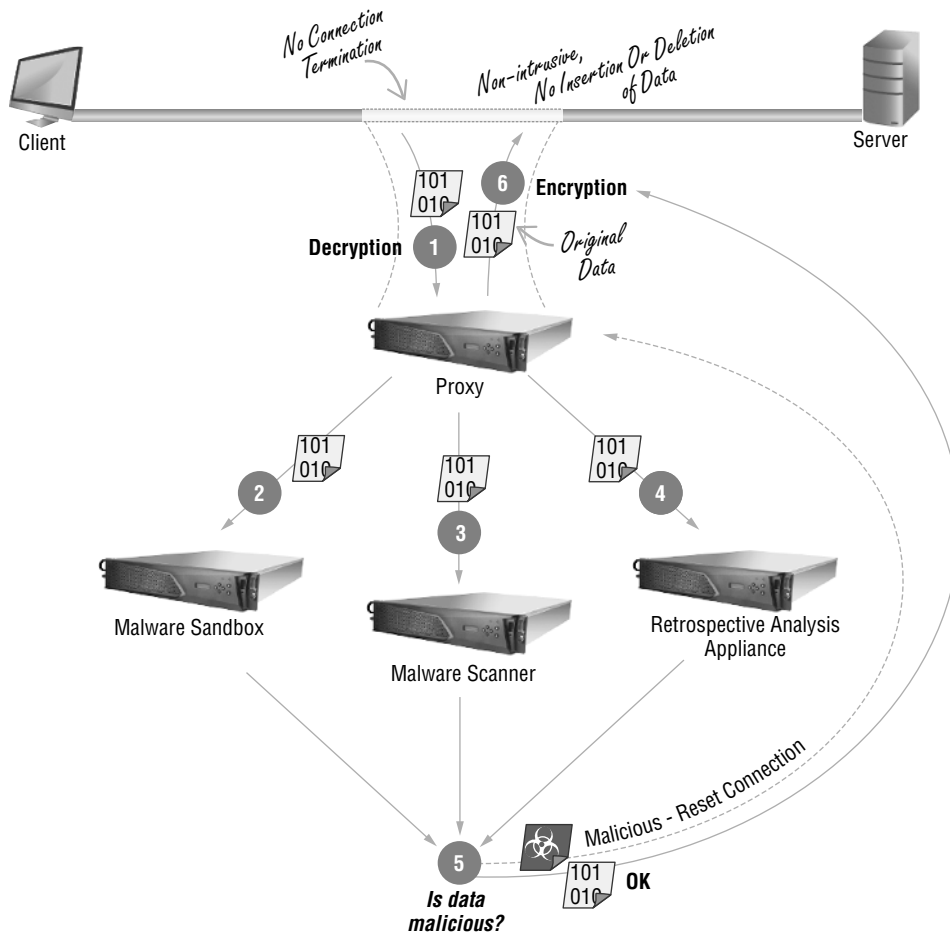 No Connection
Termination
Non-intrusive,
No Insertion Or Deletion
of Data
Client
Server
101
010
6
Encryption
101
010
Decryption
1
Original
Data
Proxy
101
010
101
010
101
010
2
3
4
Malware Sandbox
Malware Scanner
Retrospective Analysis
Appliance
Malicious - Reset Connection
5
101
010
OK
Is data
malicious?